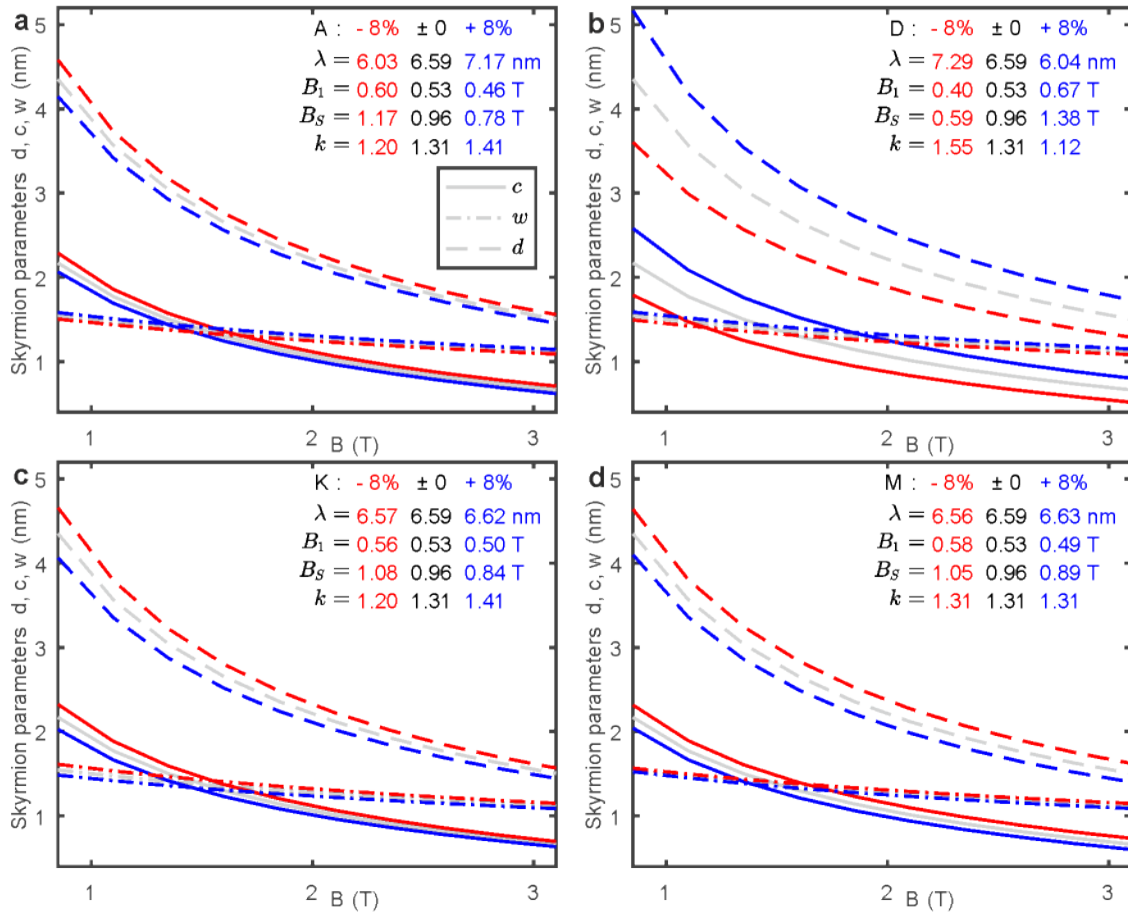 a
A : - 8% ± 0 + 8%
λ = 6.03 6.59 7.17 nm
B₁ = 0.60 0.53 0.46 T
B_S = 1.17 0.96 0.78 T
k = 1.20 1.31 1.41
c
w
d
Skyrmion parameters d, c, w (nm)
5
4
3
2
1
1 2 3
B (T)
b
D : - 8% ± 0 + 8%
λ = 7.29 6.59 6.04 nm
B₁ = 0.40 0.53 0.67 T
B_S = 0.59 0.96 1.38 T
k = 1.55 1.31 1.12
Skyrmion parameters d, c, w (nm)
5
4
3
2
1
1 2 3
B (T)
c
K : - 8% ± 0 + 8%
λ = 6.57 6.59 6.62 nm
B₁ = 0.56 0.53 0.50 T
B_S = 1.08 0.96 0.84 T
k = 1.20 1.31 1.41
Skyrmion parameters d, c, w (nm)
5
4
3
2
1
1 2 3
B (T)
d
M : - 8% ± 0 + 8%
λ = 6.56 6.59 6.63 nm
B₁ = 0.58 0.53 0.49 T
B_S = 1.05 0.96 0.89 T
k = 1.31 1.31 1.31
Skyrmion parameters d, c, w (nm)
5
4
3
2
1
1 2 3
B (T)